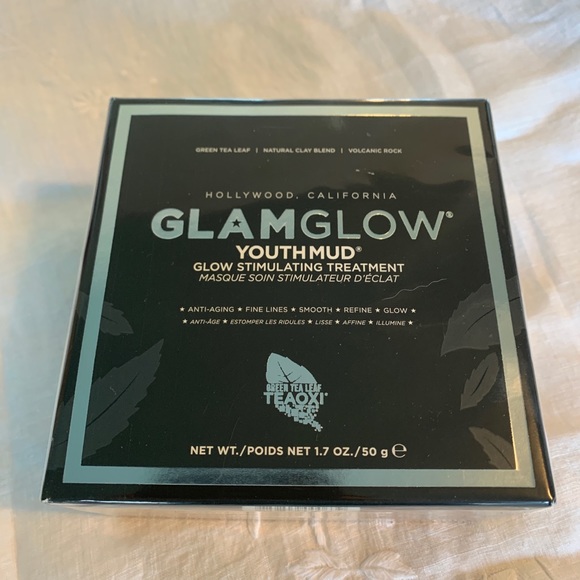 GREEN TEA LEAF | NATURAL CLAY BLEND | VOLCANIC ROCK
HOLLYWOOD, CALIFORNIA
GLAMGLOW®
YOUTHMUD®
GLOW STIMULATING TREATMENT
MASQUE SOIN STIMULATEUR D'ÉCLAT
★ ANTI-AGING ★ FINE LINES ★ SMOOTH ★ REFINE ★ GLOW ★
★ ANTI-ÂGE ★ ESTOMPER LES RIDULES ★ LISSE ★ AFFINE ★ ILLUMINE ★
GREEN TEA LEAF
TEAOXI®
NET WT./POIDS NET 1.7 OZ./50 g ℮